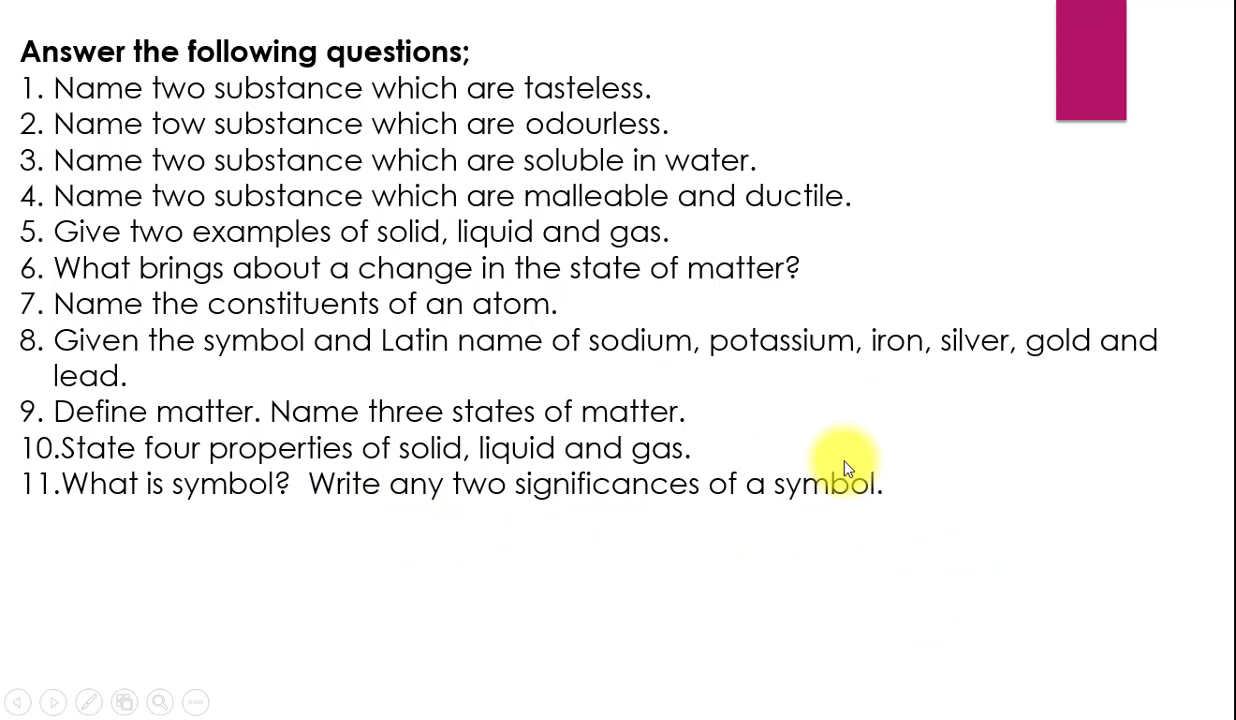 Answer the following questions;
1. Name two substance which are tasteless.
2. Name tow substance which are odourless.
3. Name two substance which are soluble in water.
4. Name two substance which are malleable and ductile.
5. Give two examples of solid, liquid and gas.
6. What brings about a change in the state of matter?
7. Name the constituents of an atom.
8. Given the symbol and Latin name of sodium, potassium, iron, silver, gold and
lead.
9. Define matter. Name three states of matter.
10.State four properties of solid, liquid and gas.
11.What is symbol?  Write any two significances of a symbol.